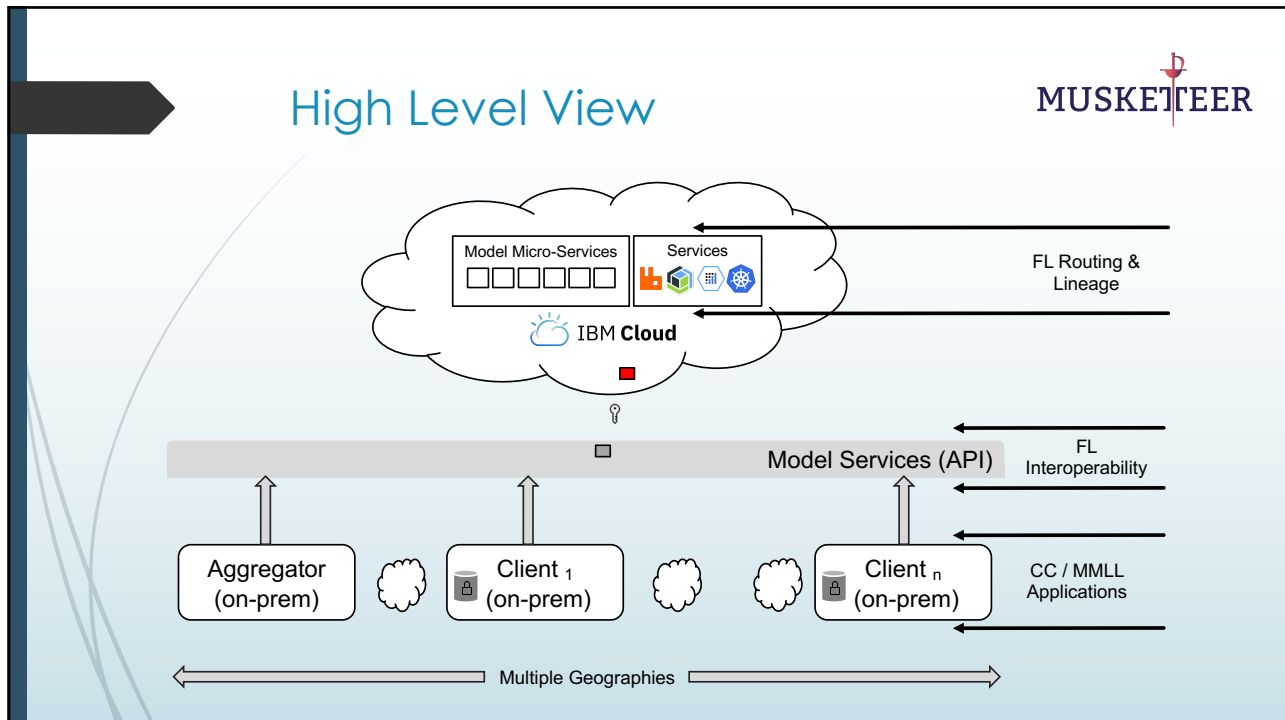 High Level View
MUSKETEER
Model Micro-Services
Services
IBM Cloud
FL Routing &
Lineage
Model Services (API)
FL
Interoperability
Aggregator
(on-prem)
Client 1
(on-prem)
Client n
(on-prem)
CC / MMLL
Applications
Multiple Geographies